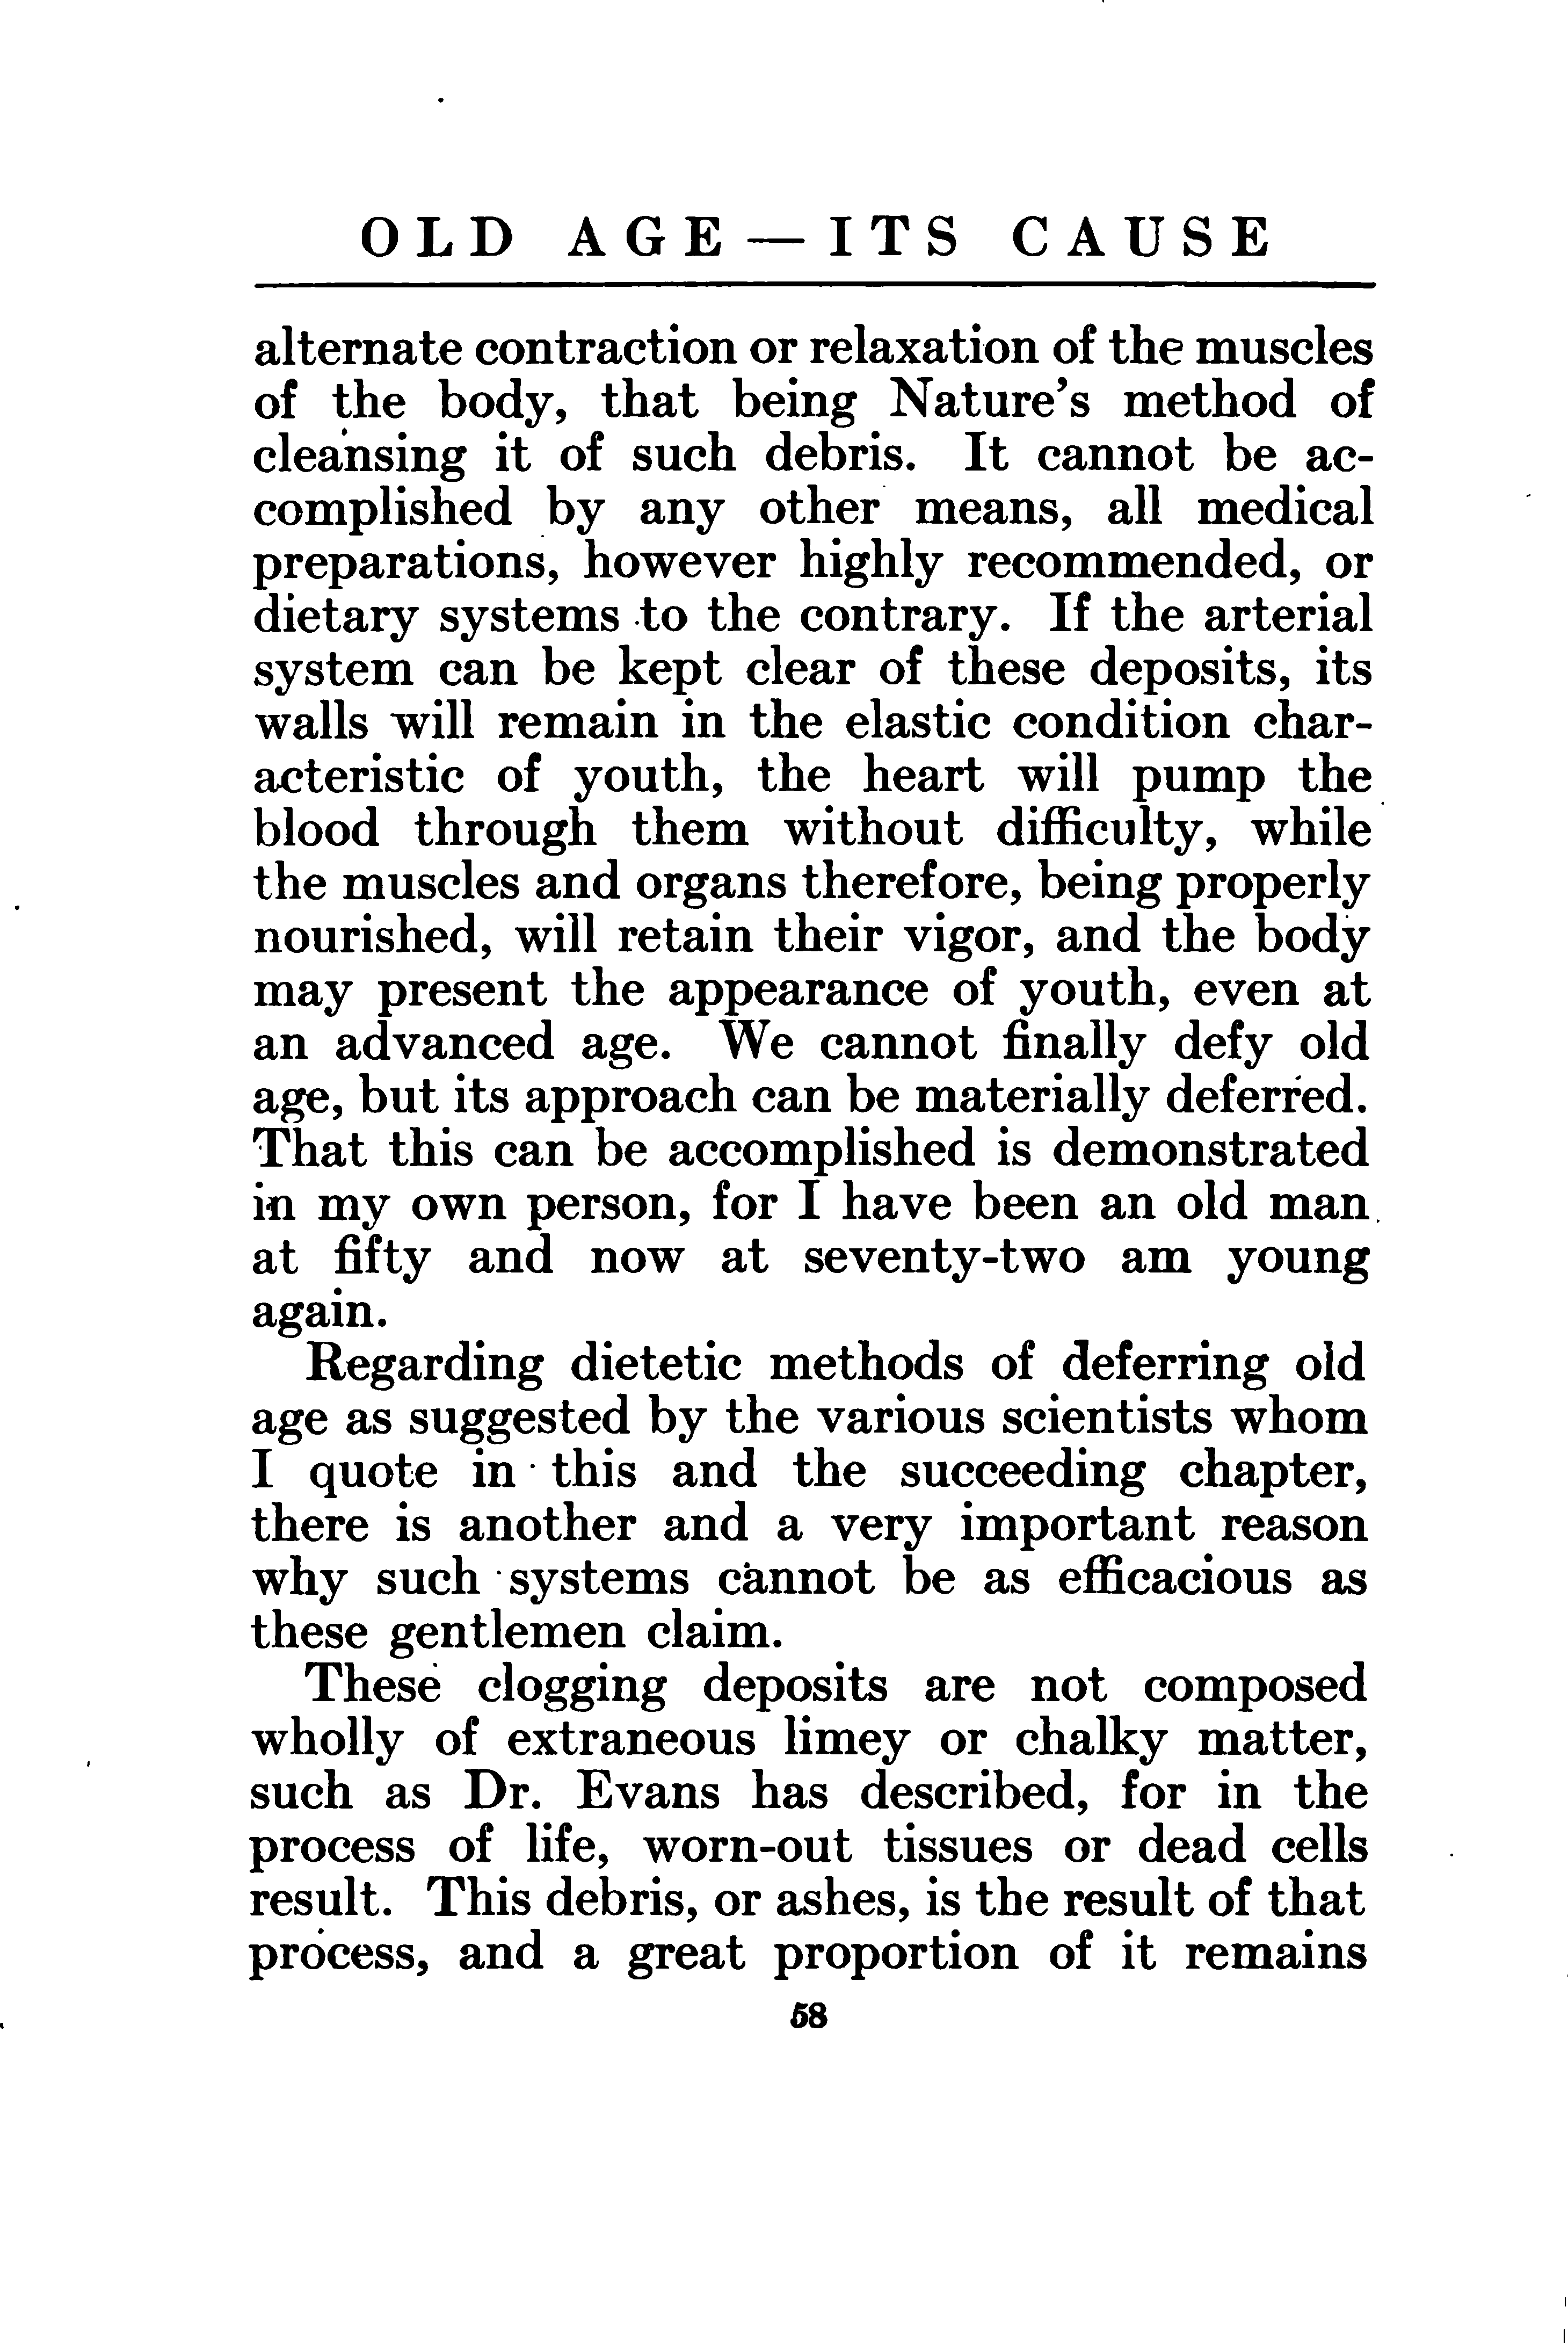 OLD AGE—ITS CAUSE
alternate contraction or relaxation of the muscles
of the body, that being Nature's method of
cleansing it of such debris. It cannot be ac-
complished by any other means, all medical
preparations, however highly recommended, or
dietary systems to the contrary. If the arterial
system can be kept clear of these deposits, its
walls will remain in the elastic condition char-
acteristic of youth, the heart will pump the
blood through them without difficulty, while
the muscles and organs therefore, being properly
nourished, will retain their vigor, and the body
may present the appearance of youth, even at
an advanced age. We cannot finally defy old
age, but its approach can be materially deferred.
That this can be accomplished is demonstrated
in my own person, for I have been an old man
at fifty and now at seventy-two am young
again.
Regarding dietetic methods of deferring old
age as suggested by the various scientists whom
I quote in this and the succeeding chapter,
there is another and a very important reason
why such systems cannot be as efficacious as
these gentlemen claim.
These clogging deposits are not composed
wholly of extraneous limey or chalky matter,
such as Dr. Evans has described, for in the
process of life, worn-out tissues or dead cells
result. This debris, or ashes, is the result of that
process, and a great proportion of it remains
58